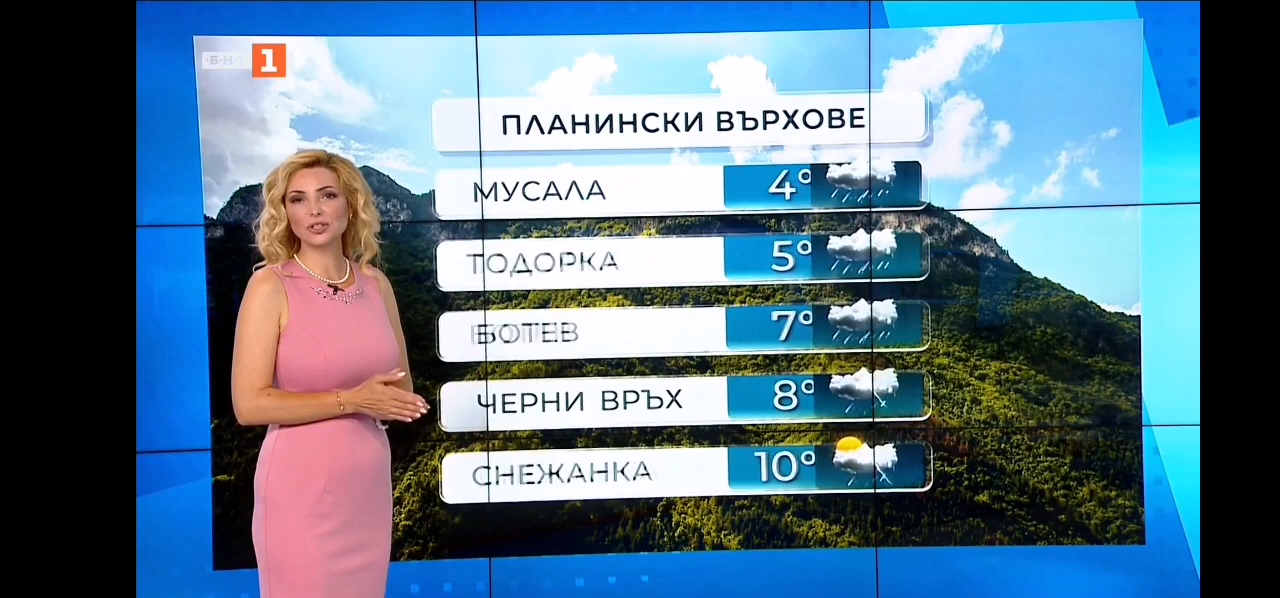 БНТ 1
ПЛАНИНСКИ ВЪРХОВЕ
МУСАЛА 4°
ТОДОРКА 5°
БОТЕВ 7°
ЧЕРНИ ВРЪХ 8°
СНЕЖАНКА 10°